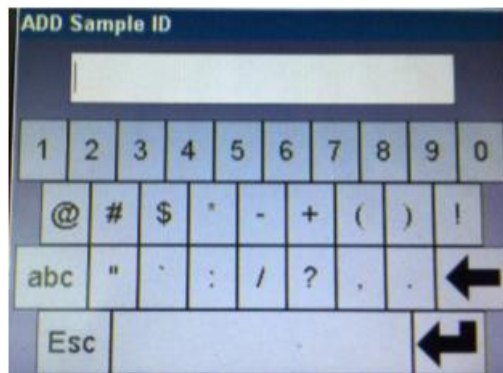 ADD Sample ID
1 2 3 4 5 6 7 8 9 0
@ # $ * - + ( ) !
abc " ` : / ? , .
Esc